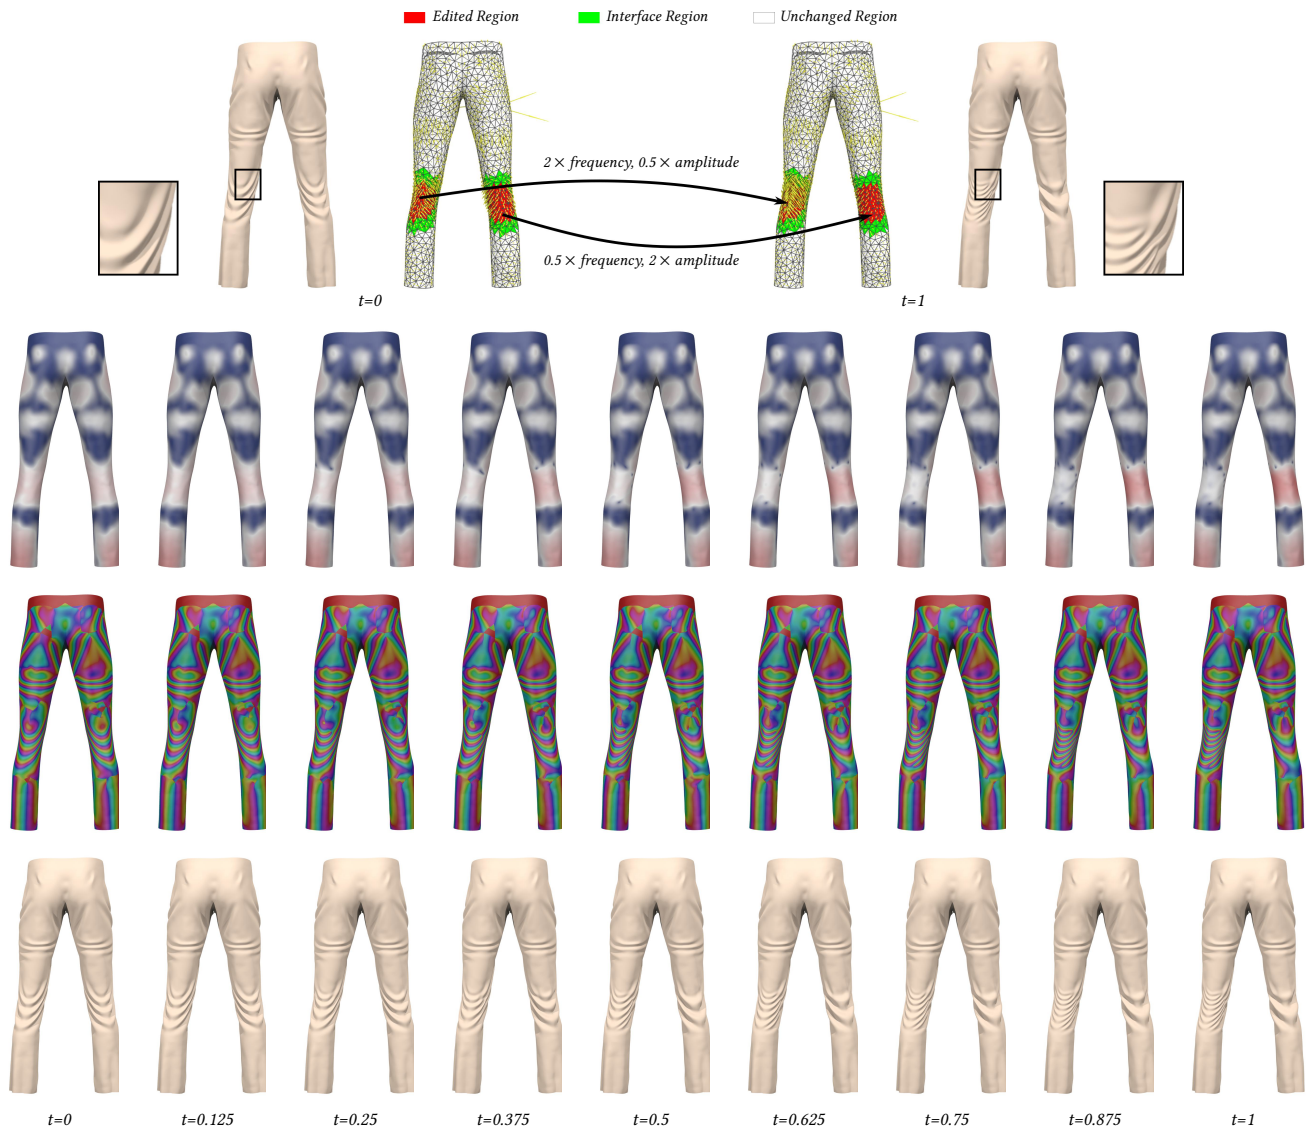 Edited Region
Interface Region
Unchanged Region
2 × frequency, 0.5 × amplitude
0.5 × frequency, 2 × amplitude
t=0
t=1
t=0
t=0.125
t=0.25
t=0.375
t=0.5
t=0.625
t=0.75
t=0.875
t=1